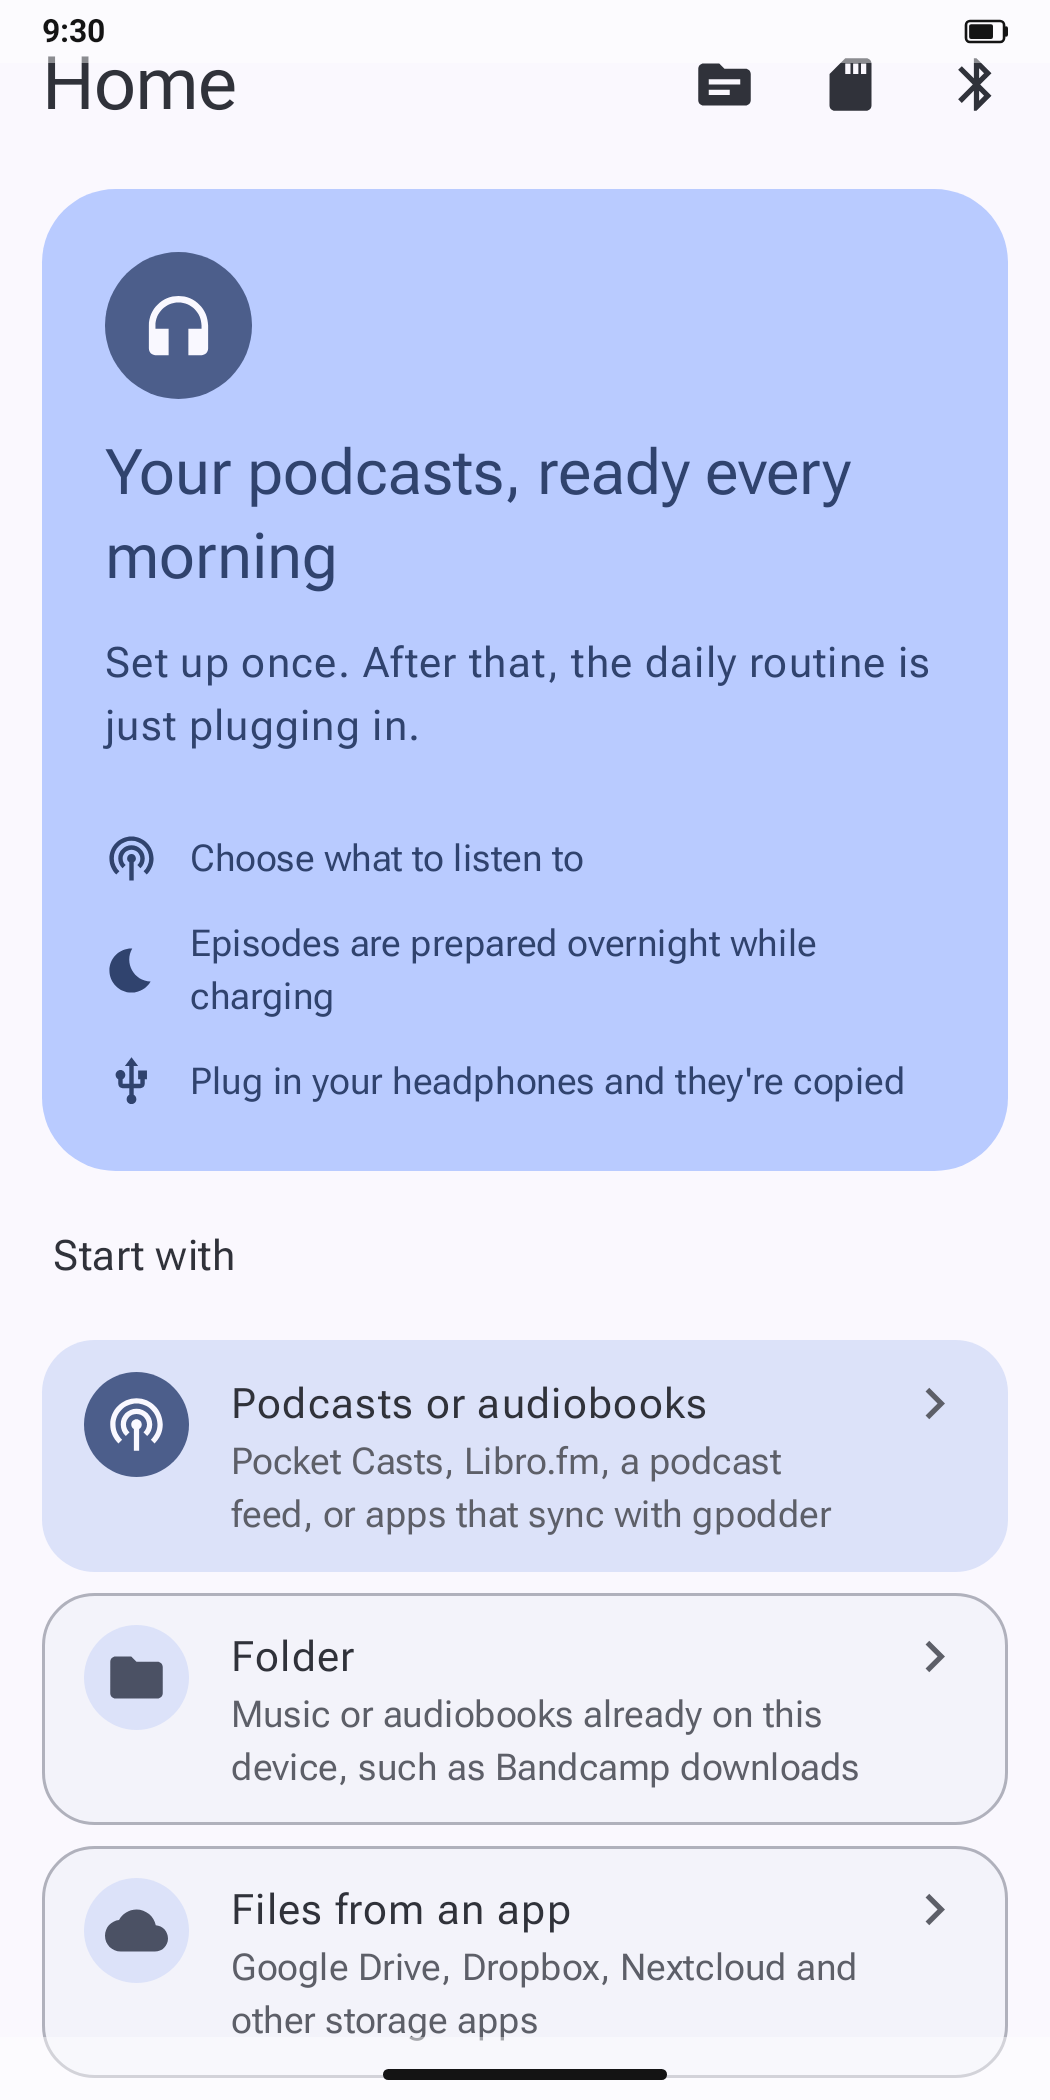 9:30
Home
Your podcasts, ready every
morning
Set up once. After that, the daily routine is
just plugging in.
Choose what to listen to
Episodes are prepared overnight while
charging
Plug in your headphones and they're copied
Start with
Podcasts or audiobooks
Pocket Casts, Libro.fm, a podcast
feed, or apps that sync with gpodder
Folder
Music or audiobooks already on this
device, such as Bandcamp downloads
Files from an app
Google Drive, Dropbox, Nextcloud and
other storage apps